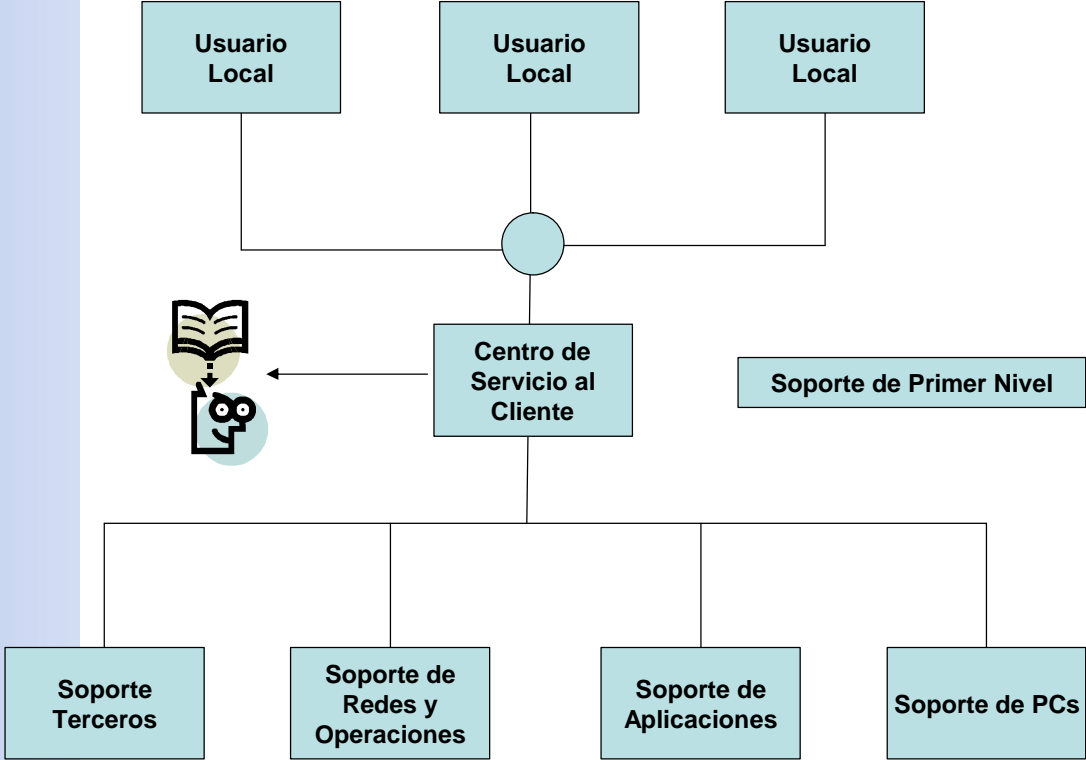 Usuario
Local
Usuario
Local
Usuario
Local
Centro de
Servicio al
Cliente
Soporte de Primer Nivel
Soporte
Terceros
Soporte de
Redes y
Operaciones
Soporte de
Aplicaciones
Soporte de PCs